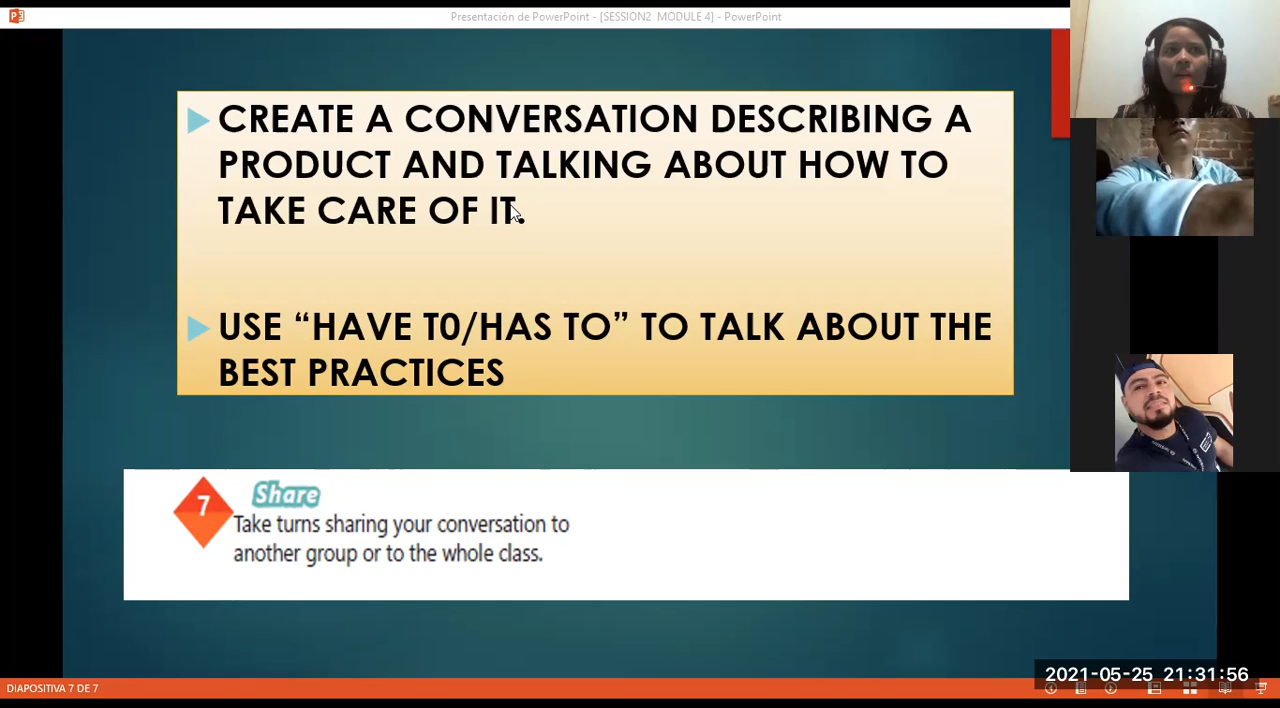 Presentación de PowerPoint - [SESSION2 MODULE 4] - PowerPoint
CREATE A CONVERSATION DESCRIBING A
PRODUCT AND TALKING ABOUT HOW TO
TAKE CARE OF IT.
USE “HAVE T0/HAS TO” TO TALK ABOUT THE
BEST PRACTICES
7
Share
Take turns sharing your conversation to
another group or to the whole class.
2021-05-25 21:31:56
DIAPOSITIVA 7 DE 7